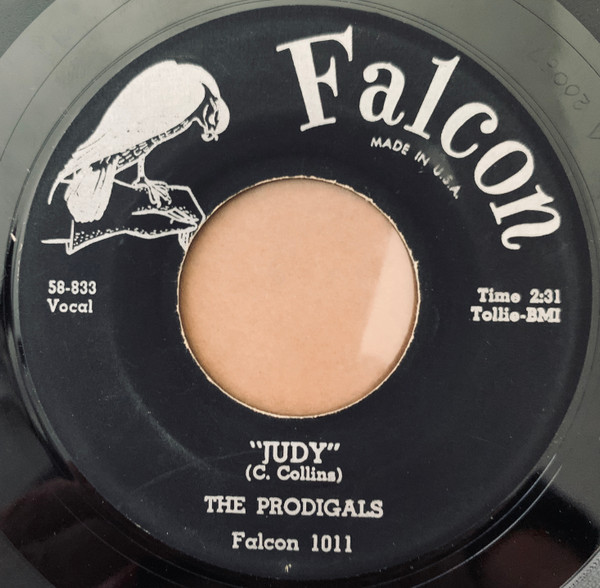 Falcon
MADE IN U.S.A.
58-833
Vocal
Time 2:31
Tollie-BMI
"JUDY"
(C. Collins)
THE PRODIGALS
Falcon 1011